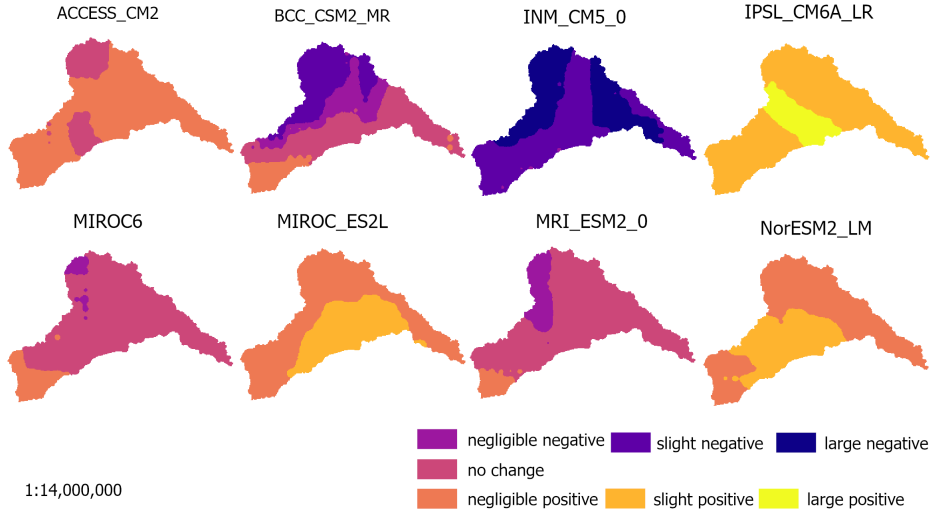 ACCESS_CM2
BCC_CSM2_MR
INM_CM5_0
IPSL_CM6A_LR
MIROC6
MIROC_ES2L
MRI_ESM2_0
NorESM2_LM
negligible negative
slight negative
large negative
no change
negligible positive
slight positive
large positive
1:14,000,000